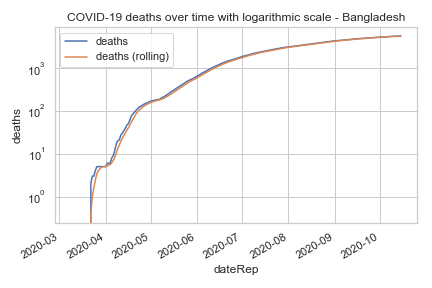 COVID-19 deaths over time with logarithmic scale - Bangladesh
deaths
deaths (rolling)
10³
10²
10¹
10⁰
deaths
2020-03
2020-04
2020-05
2020-06
2020-07
2020-08
2020-09
2020-10
dateRep